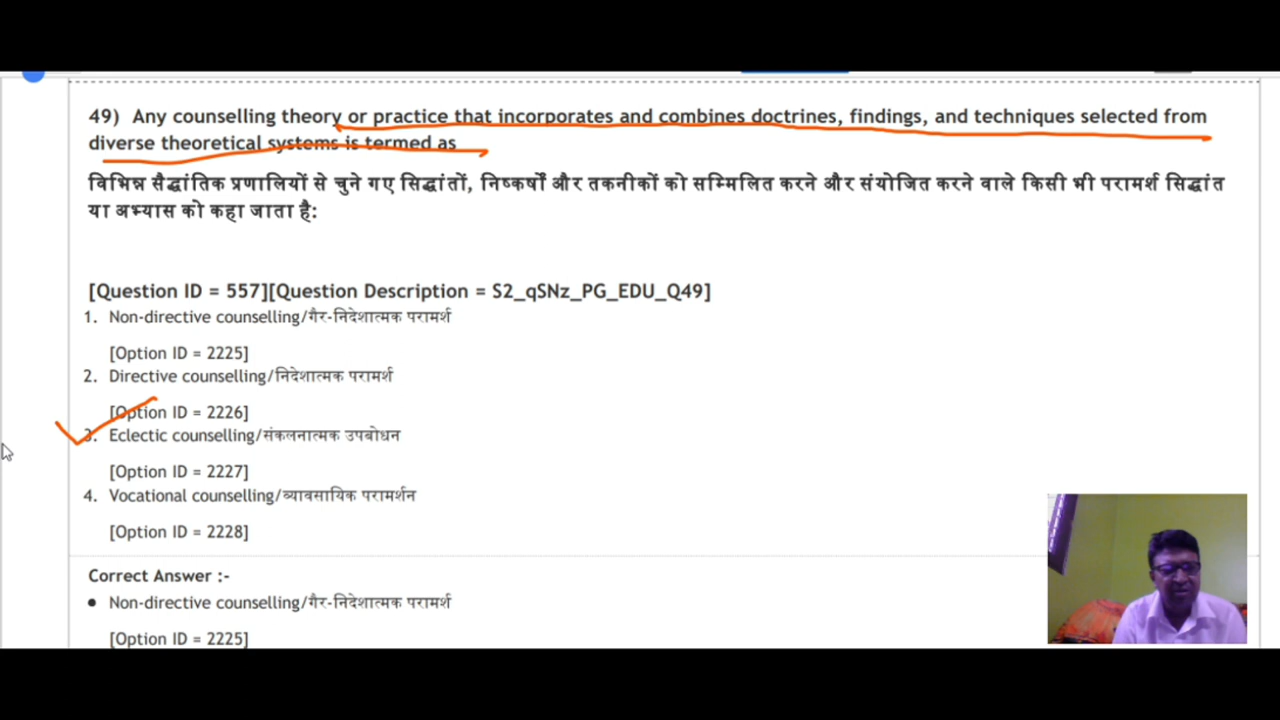 49) Any counselling theory or practice that incorporates and combines doctrines, findings, and techniques selected from
diverse theoretical systems is termed as
विभिन्न सैद्धांतिक प्रणालियों से चुने गए सिद्धांतों, निष्कर्षों और तकनीकों को सम्मिलित करने और संयोजित करने वाले किसी भी परामर्श सिद्धांत
या अभ्यास को कहा जाता है:
[Question ID = 557][Question Description = S2_qSNz_PG_EDU_Q49]
1. Non-directive counselling/गैर-निदेशात्मक परामर्श
[Option ID = 2225]
2. Directive counselling/निदेशात्मक परामर्श
[Option ID = 2226]
3. Eclectic counselling/संकलनात्मक उपबोधन
[Option ID = 2227]
4. Vocational counselling/व्यावसायिक परामर्शन
[Option ID = 2228]
Correct Answer :-
• Non-directive counselling/गैर-निदेशात्मक परामर्श
[Option ID = 2225]